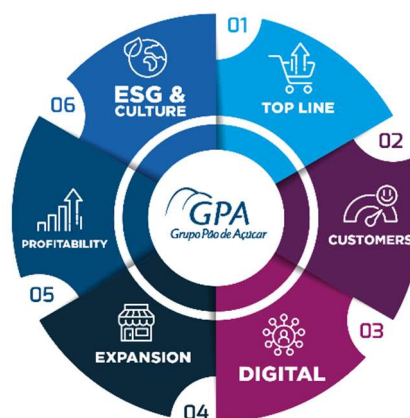 01
TOP LINE
02
CUSTOMERS
03
DIGITAL
04
EXPANSION
05
PROFITABILITY
06
ESG &
CULTURE
GPA
Grupo Pão de Açúcar